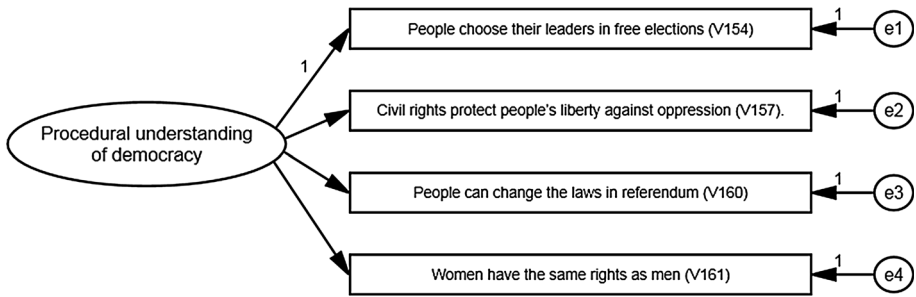 People choose their leaders in free elections (V154)
1
e1
1
Civil rights protect people's liberty against oppression (V157).
1
e2
Procedural understanding
of democracy
People can change the laws in referendum (V160)
1
e3
Women have the same rights as men (V161)
1
e4